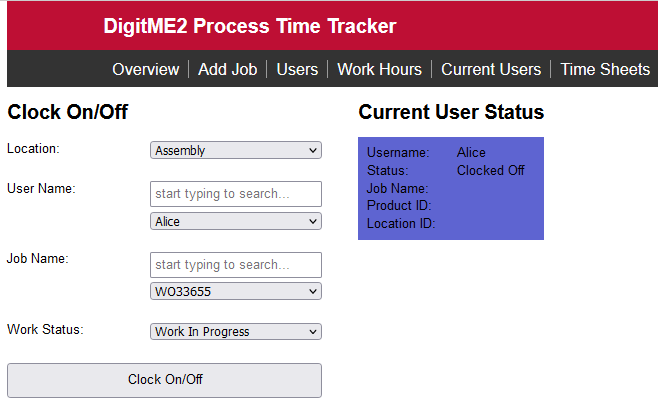 DigitME2 Process Time Tracker
Overview | Add Job | Users | Work Hours | Current Users | Time Sheets
Clock On/Off
Location: Assembly
User Name: start typing to search...
Alice
Job Name: start typing to search...
WO33655
Work Status: Work In Progress
Clock On/Off
Current User Status
Username: Alice
Status: Clocked Off
Job Name:
Product ID:
Location ID: